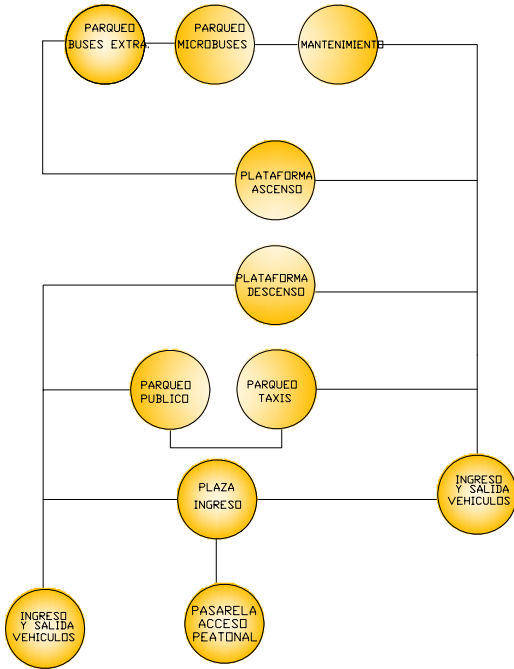 PARQUEO
BUSES EXTRA.
PARQUEO
MICROBUSES
MANTENIMIENTO
PLATAFORMA
ASCENSO
PLATAFORMA
DESCENSO
PARQUEO
PUBLICO
PARQUEO
TAXIS
PLAZA
INGRESO
INGRESO
Y SALIDA
VEHICULOS
INGRESO
Y SALIDA
VEHICULOS
PASARELA
ACCESO
PEATONAL